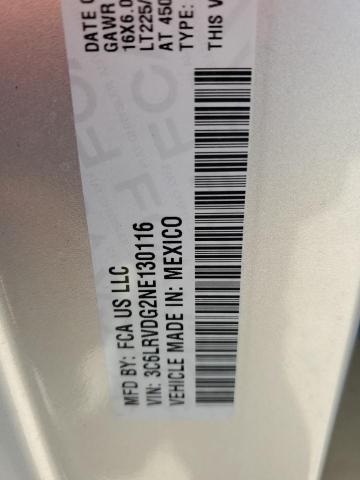 DATE O
GAWR
16X6.0
LT225/
AT 450
TYPE:
THIS V
MFD BY: FCA US LLC
VIN: 3C6LRVDG2NE130116
VEHICLE MADE IN: MEXICO